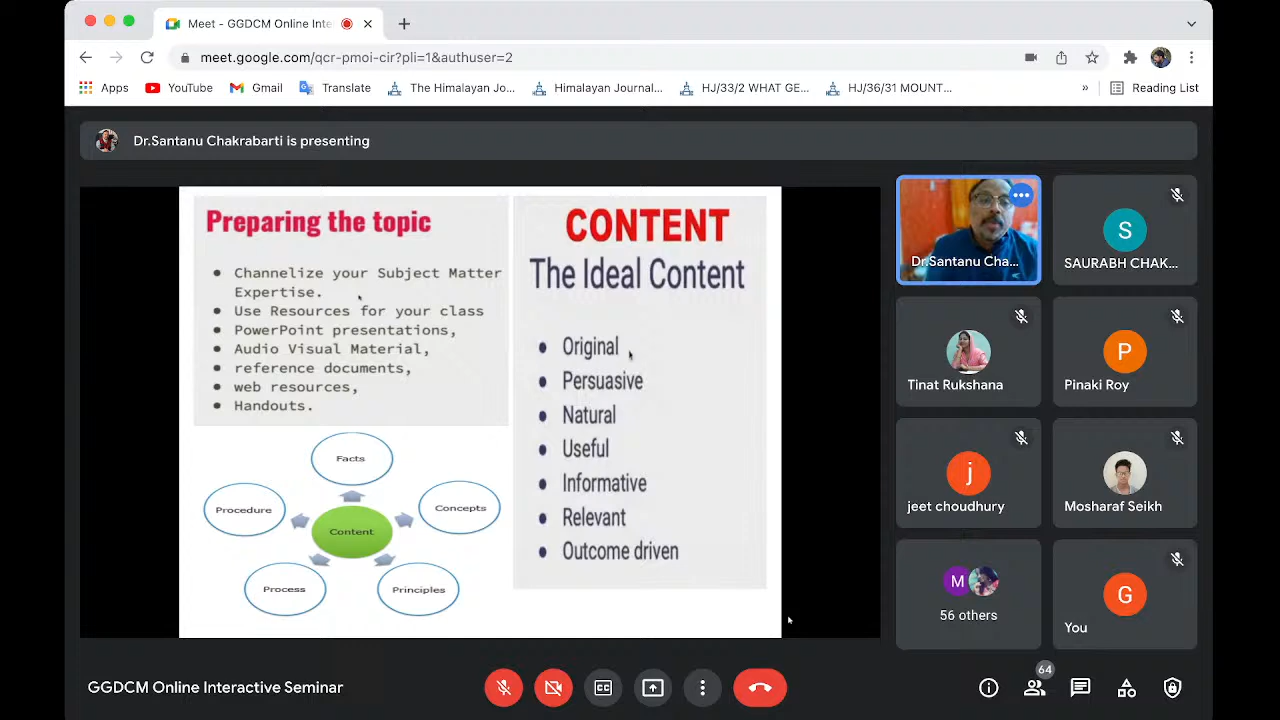 Meet - GGDCM Online Inte
meet.google.com/qcr-pmoi-cir?pli=1&authuser=2
Apps
YouTube
Gmail
Translate
The Himalayan Jo...
Himalayan Journal...
HJ/33/2 WHAT GE...
HJ/36/31 MOUNT...
»
Reading List
Dr.Santanu Chakrabarti is presenting
Preparing the topic
• Channelize your Subject Matter
Expertise.
• Use Resources for your class
• PowerPoint presentations,
• Audio Visual Material,
• reference documents,
• web resources,
• Handouts.
Facts
Procedure
Concepts
Content
Process
Principles
CONTENT
The Ideal Content
• Original
• Persuasive
• Natural
• Useful
• Informative
• Relevant
• Outcome driven
Dr.Santanu Cha...
S
SAURABH CHAK...
Tinat Rukshana
P
Pinaki Roy
j
jeet choudhury
Mosharaf Seikh
M
56 others
G
You
GGDCM Online Interactive Seminar
CC
64